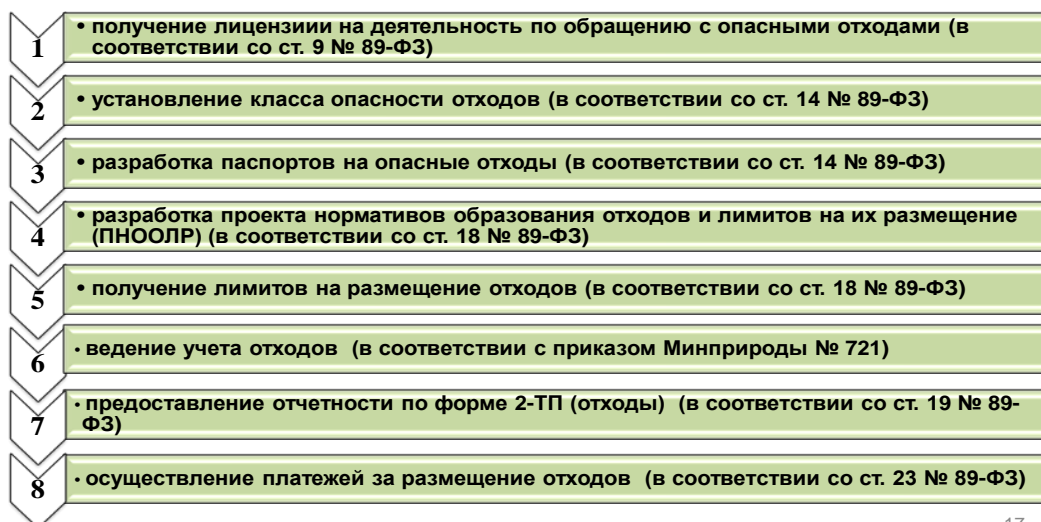 1
• получение лицензиии на деятельность по обращению с опасными отходами (в
соответствии со ст. 9 № 89-ФЗ)
2
• установление класса опасности отходов (в соответствии со ст. 14 № 89-ФЗ)
3
• разработка паспортов на опасные отходы (в соответствии со ст. 14 № 89-ФЗ)
4
• разработка проекта нормативов образования отходов и лимитов на их размещение
(ПНООЛР) (в соответствии со ст. 18 № 89-ФЗ)
5
• получение лимитов на размещение отходов (в соответствии со ст. 18 № 89-ФЗ)
6
• ведение учета отходов (в соответствии с приказом Минприроды № 721)
7
• предоставление отчетности по форме 2-ТП (отходы) (в соответствии со ст. 19 № 89-
ФЗ)
8
• осуществление платежей за размещение отходов (в соответствии со ст. 23 № 89-ФЗ)
17